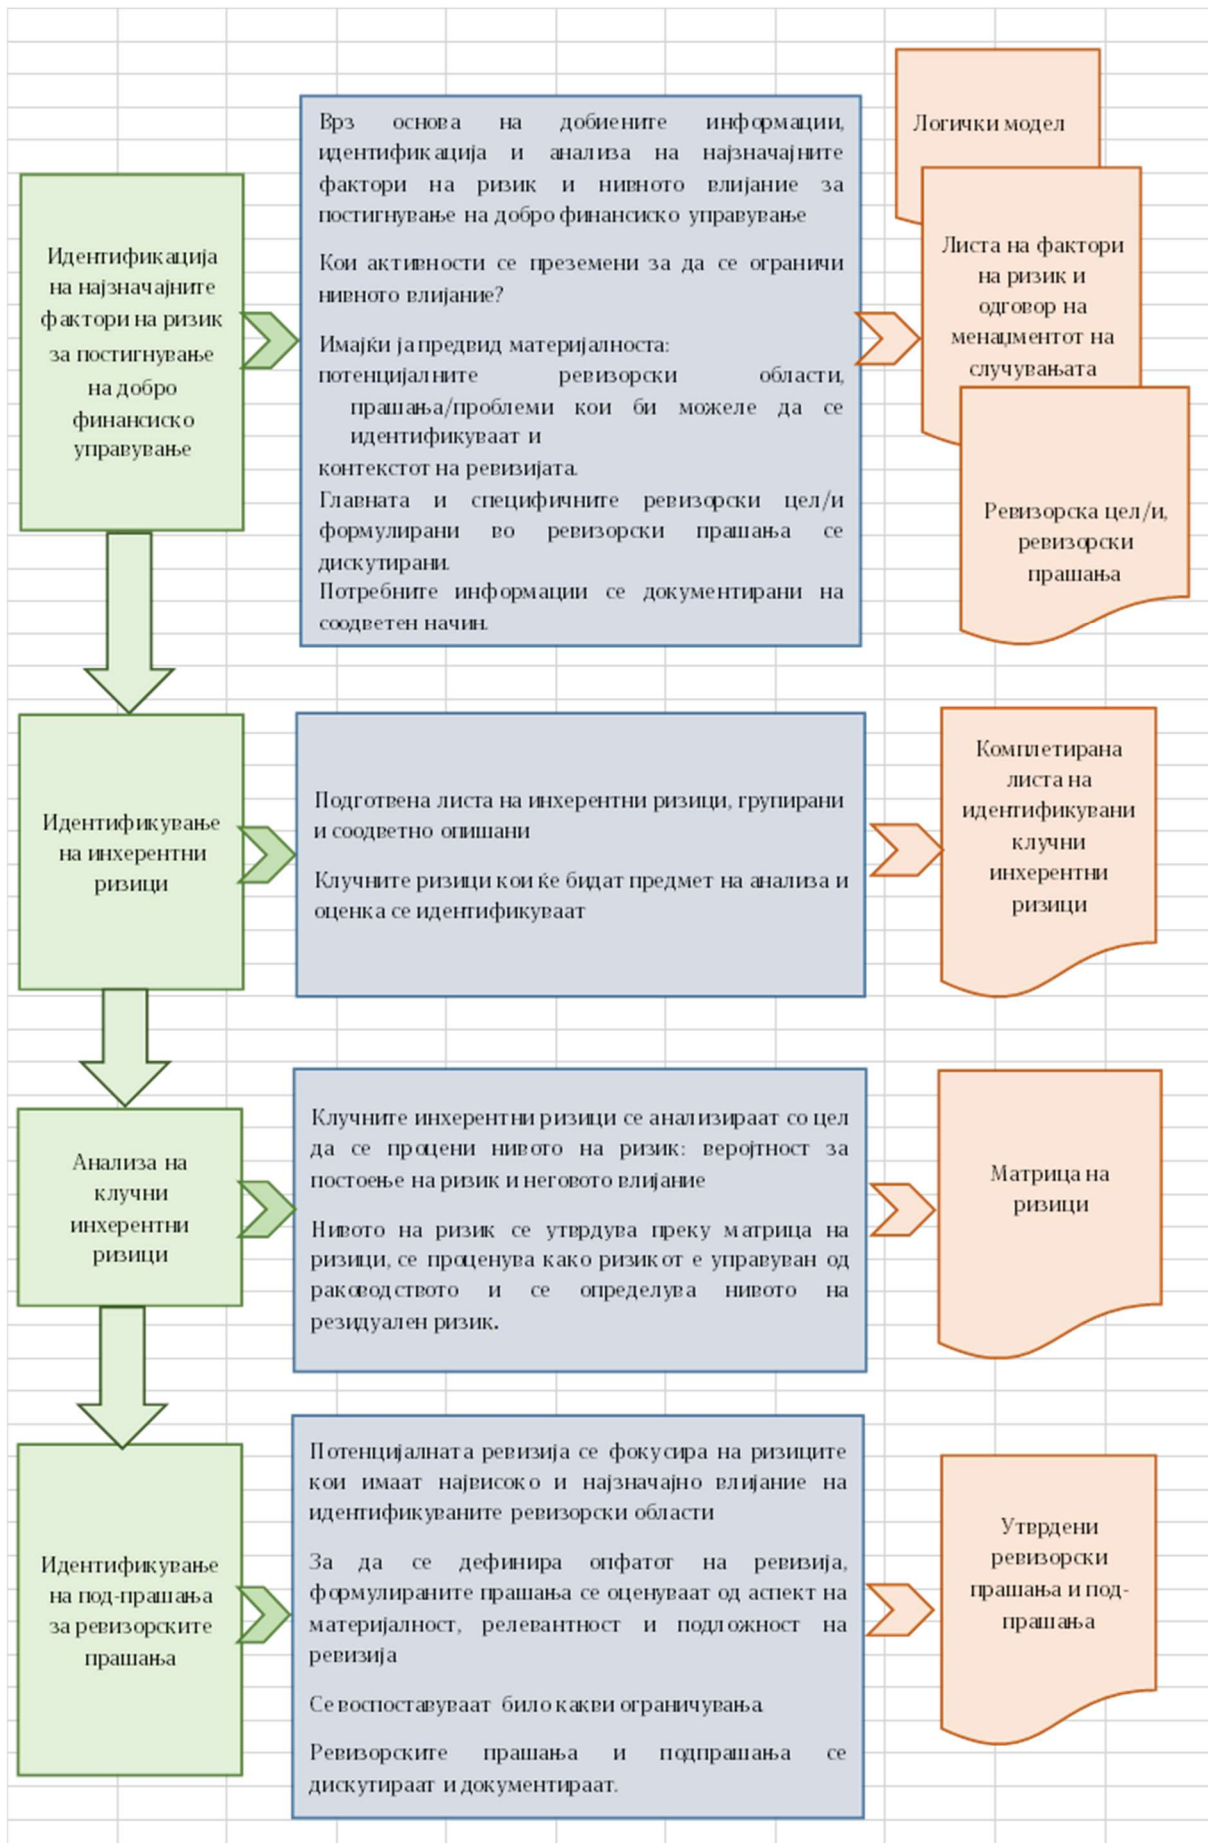 Идентификација
на најзначајните
фактори на ризик
за постигнување
на добро
финансиско
управување
Врз основа на добиените информации,
идентификација и анализа на најзначајните
фактори на ризик и нивното влијание за
постигнување на добро финансиско управување
Кои активности се преземени за да се ограничи
нивното влијание?
Имајќи ја предвид материјалноста:
потенцијалните ревизорски области,
прашања/проблеми кои би можеле да се
идентификуваат и
контекстот на ревизијата.
Главната и специфичните ревизорски цел/и
формулирани во ревизорски прашања се
дискутирани.
Потребните информации се документирани на
соодветен начин.
Логички модел
Листа на фактори
на ризик и
одговор на
менаџментот на
случувањата
Ревизорска цел/и,
ревизорски
прашања
Идентификување
на инхерентни
ризици
Подготвена листа на инхерентни ризици, групирани
и соодветно опишани
Клучните ризици кои ќе бидат предмет на анализа и
оценка се идентификуваат
Комплетирана
листа на
идентификувани
клучни
инхерентни
ризици
Анализа на
клучни
инхерентни
ризици
Клучните инхерентни ризици се анализираат со цел
да се процени нивото на ризик: веројтност за
постоење на ризик и неговото влијание
Нивото на ризик се утврдува преку матрица на
ризици, се проценува како ризикот е управуван од
раководството и се определува нивото на
резидуален ризик.
Матрица на
ризици
Идентификување
на под-прашања
за ревизорските
прашања
Потенцијалната ревизија се фокусира на ризиците
кои имаат највисоко и најзначајно влијание на
идентификуваните ревизорски области
За да се дефинира опфатот на ревизија,
формулираните прашања се оценуваат од аспект на
материјалност, релевантност и подложност на
ревизија
Се воспоставуваат било какви ограничувања.
Ревизорските прашања и подпрашања се
дискутираат и документираат.
Утврдени
ревизорски
прашања и под-
прашања